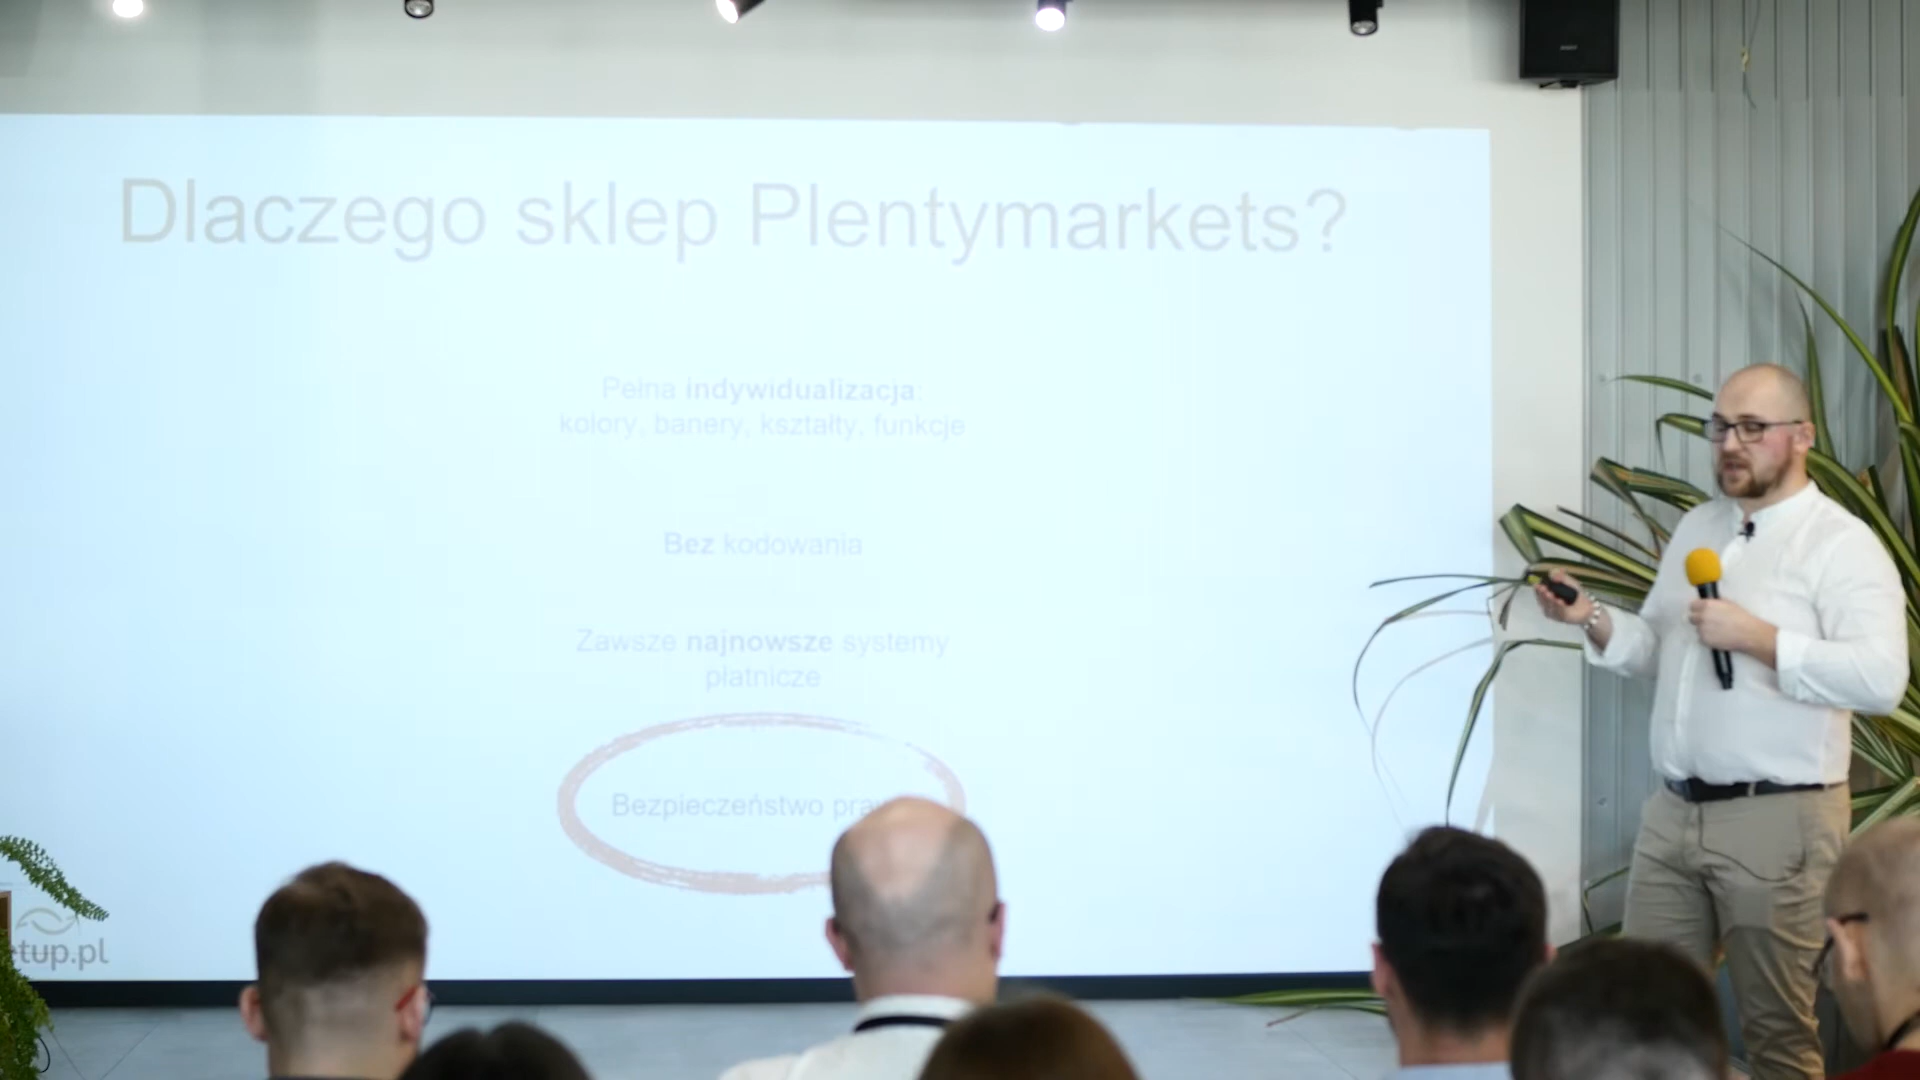 Dlaczego sklep Plentymarkets?
Pełna indywidualizacja:
kolory, banery, kształty, funkcje
Bez kodowania
Zawsze najnowsze systemy
płatnicze
Bezpieczeństwo
etup.pl